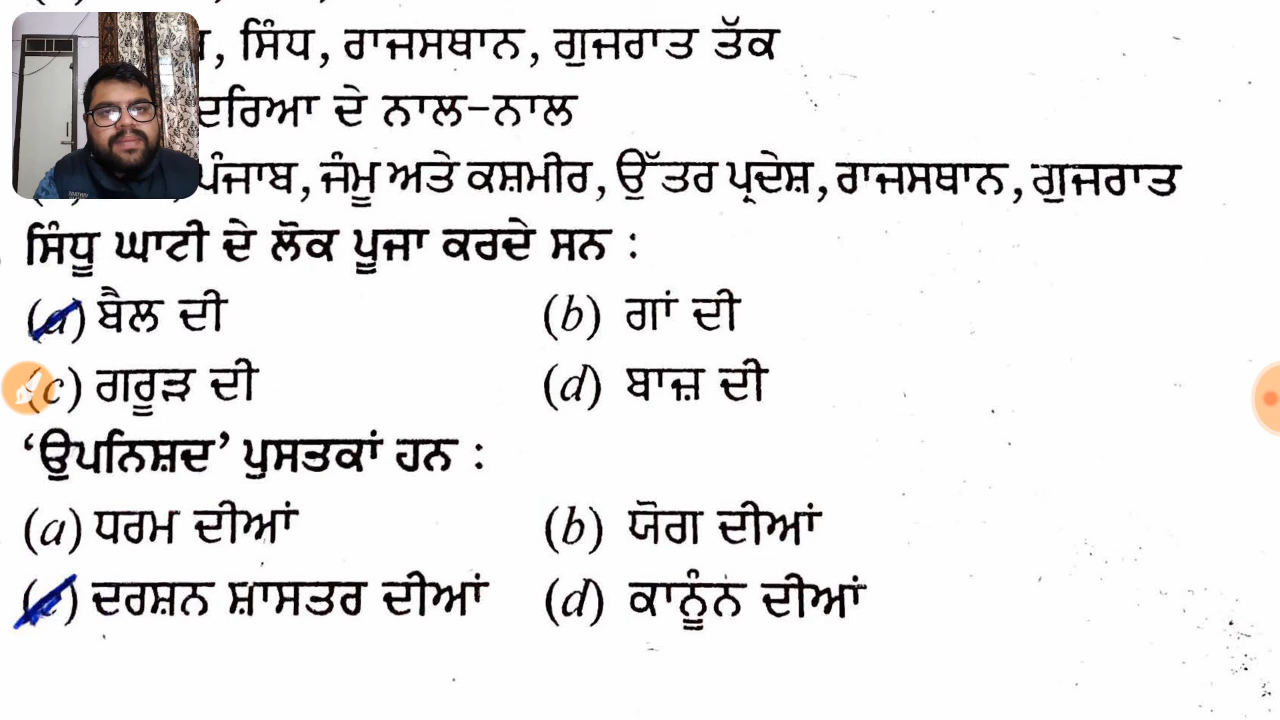 , ਸਿੰਧ, ਰਾਜਸਥਾਨ, ਗੁਜਰਾਤ ਤੱਕ
ਦਰਿਆ ਦੇ ਨਾਲ-ਨਾਲ
ਪੰਜਾਬ, ਜੰਮੂ ਅਤੇ ਕਸ਼ਮੀਰ, ਉੱਤਰ ਪ੍ਰਦੇਸ਼, ਰਾਜਸਥਾਨ, ਗੁਜਰਾਤ
ਸਿੰਧੂ ਘਾਟੀ ਦੇ ਲੋਕ ਪੂਜਾ ਕਰਦੇ ਸਨ :
(a) ਬੈਲ ਦੀ (b) ਗਾਂ ਦੀ
(c) ਗਰੂੜ ਦੀ (d) ਬਾਜ਼ ਦੀ
‘ਉਪਨਿਸ਼ਦ’ ਪੁਸਤਕਾਂ ਹਨ :
(a) ਧਰਮ ਦੀਆਂ (b) ਯੋਗ ਦੀਆਂ
(c) ਦਰਸ਼ਨ ਸ਼ਾਸਤਰ ਦੀਆਂ (d) ਕਾਨੂੰਨ ਦੀਆਂ